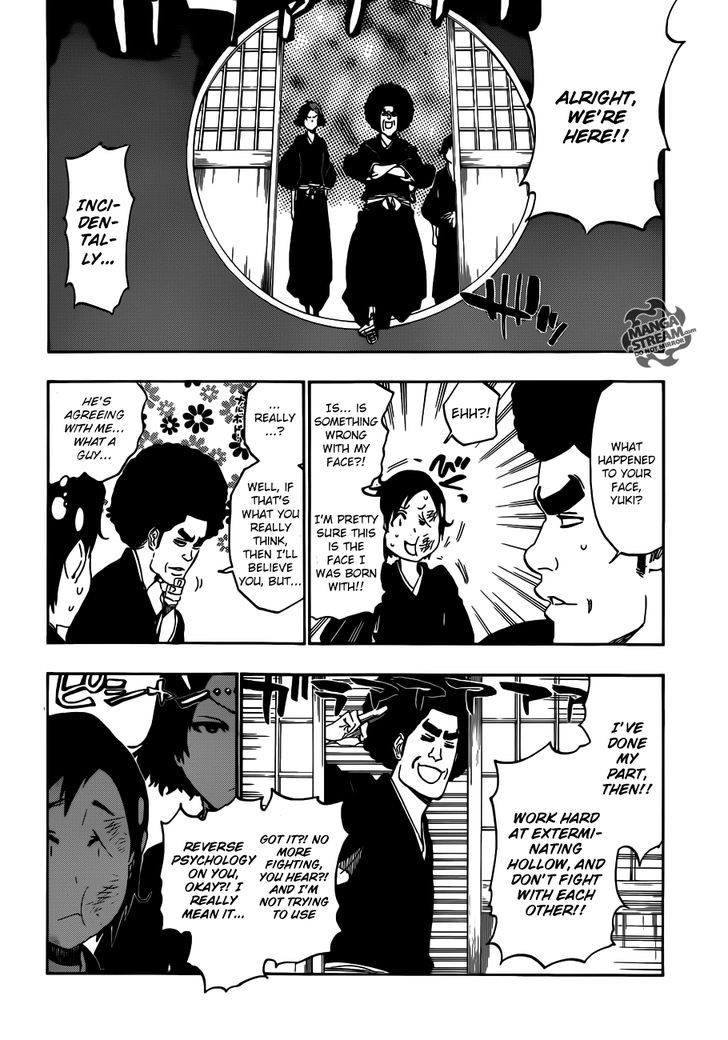 ALRIGHT,
WE'RE
HERE!!
INCI-
DEN-
TAL-
LY...
MANGA
STREAM.com
DO NOT MIRROR
WHAT
HAPPENED
TO YOUR
FACE,
YUKI?
EHH?!
IS... IS
SOMETHING
WRONG
WITH MY
FACE?!
I'M PRETTY
SURE THIS
IS THE
FACE I
WAS BORN
WITH!!
...
REALLY
...?
WELL, IF
THAT'S
WHAT YOU
REALLY
THINK,
THEN I'LL
BELIEVE
YOU, BUT...
HE'S
AGREEING
WITH ME...
WHAT A
GUY...
I'VE
DONE
MY
PART,
THEN!!
WORK HARD
AT EXTERMI-
NATING
HOLLOW, AND
DON'T FIGHT
WITH EACH
OTHER!!
GOT IT?! NO
MORE
FIGHTING,
YOU HEAR?!
AND I'M
NOT TRYING
TO USE
REVERSE
PSYCHOLOGY
ON YOU,
OKAY?! I
REALLY
MEAN IT...